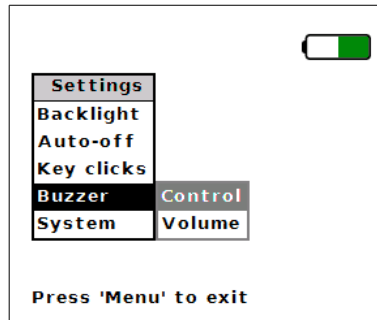 Settings
Backlight
Auto-off
Key clicks
Buzzer Control
System Volume
Press 'Menu' to exit